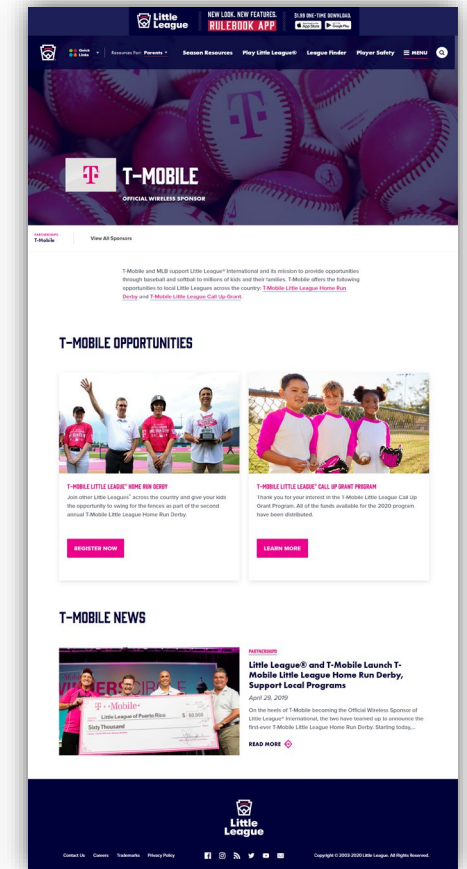 Little League
NEW LOOK. NEW FEATURES.
RULEBOOK APP
$1.99 ONE-TIME DOWNLOAD.
App Store
Google Play
Quick Links
Resources For: Parents
Season Resources
Play Little League®
League Finder
Player Safety
MENU
T
T-MOBILE
OFFICIAL WIRELESS SPONSOR
PARTNERSHIPS
T-Mobile
View All Sponsors
T-Mobile and MLB support Little League® International and its mission to provide opportunities
through baseball and softball to millions of kids and their families. T-Mobile offers the following
opportunities to local Little Leagues across the country: T-Mobile Little League Home Run
Derby and T-Mobile Little League Call Up Grant.
T-MOBILE OPPORTUNITIES
T-MOBILE LITTLE LEAGUE® HOME RUN DERBY
Join other Little Leagues® across the country and give your kids
the opportunity to swing for the fences as part of the second
annual T-Mobile Little League Home Run Derby.
REGISTER NOW
T-MOBILE LITTLE LEAGUE® CALL UP GRANT PROGRAM
Thank you for your interest in the T-Mobile Little League Call Up
Grant Program. All of the funds available for the 2020 program
have been distributed.
LEARN MORE
T-MOBILE NEWS
T··Mobile·
Little League of Puerto Rico
Sixty Thousand
PARTNERSHIPS
Little League® and T-Mobile Launch T-
Mobile Little League Home Run Derby,
Support Local Programs
April 29, 2019
On the heels of T-Mobile becoming the Official Wireless Sponsor of
Little League® International, the two have teamed up to announce the
first-ever T-Mobile Little League Home Run Derby. Starting today,...
READ MORE
Little
League
Contact Us
Careers
Trademarks
Privacy Policy
Copyright © 2003-2020 Little League. All Rights Reserved.